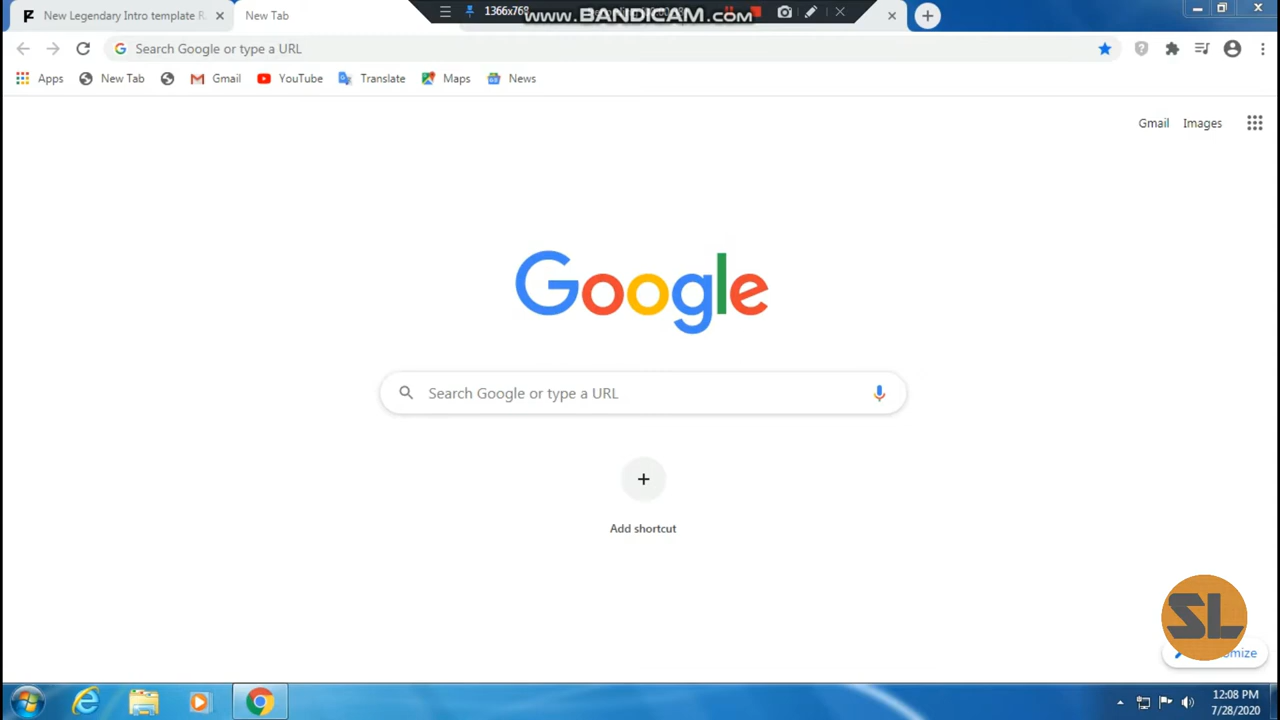 New Legendary Intro template R
New Tab
1366x768
www.BANDICAM.com
Search Google or type a URL
Apps
New Tab
Gmail
YouTube
Translate
Maps
News
Gmail
Images
Google
Search Google or type a URL
Add shortcut
SL
12:08 PM
7/28/2020